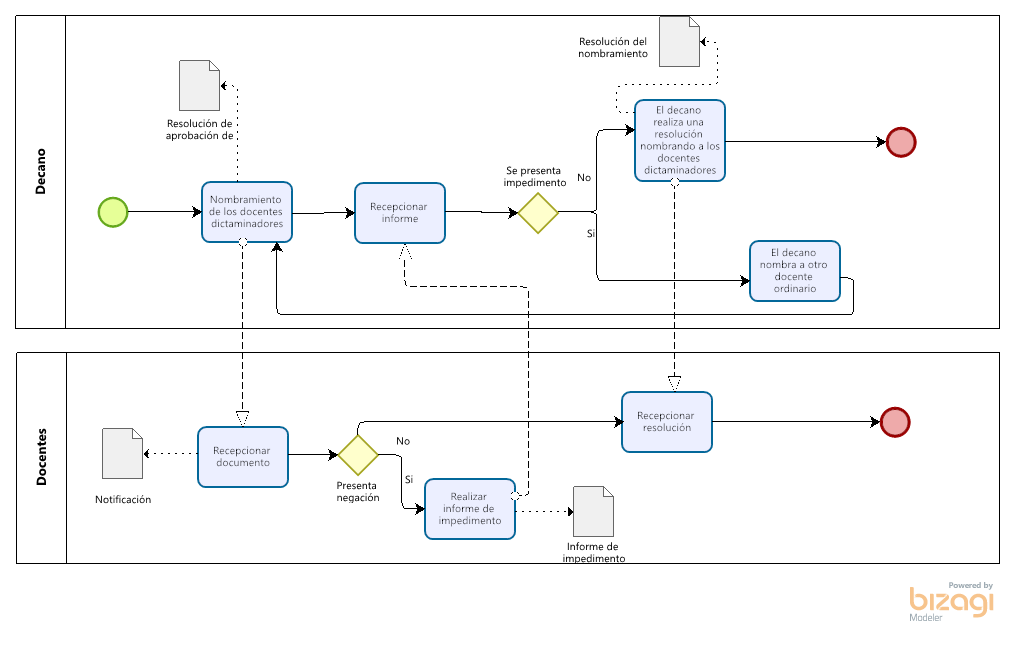 Decano
Resolución de
aprobación de
Nombramiento
de los docentes
dictaminadores
Recepcionar
informe
Se presenta
impedimento
No
Si
Resolución del
nombramiento
El decano
realiza una
resolución
nombrando a los
docentes
dictaminadores
El decano
nombra a otro
docente
ordinario
Docentes
Notificación
Recepcionar
documento
Presenta
negación
No
Si
Realizar
informe de
impedimento
Informe de
impedimento
Recepcionar
resolución
Powered by
bizagi
Modeler